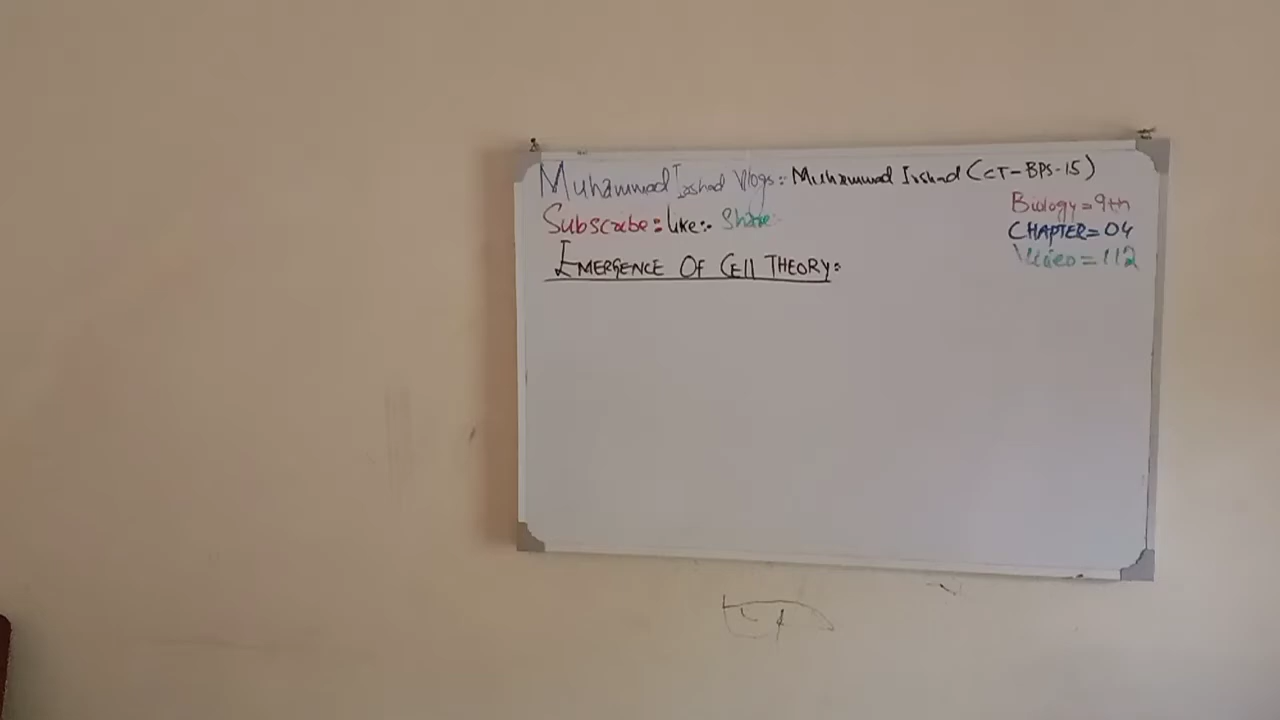 Muhammad Irshad Vlogs:- Muhammad Irshad (CT-BPS-15)
Subscribe:- Like:- Share:-
Biology=9th
CHAPTER=04
Video=112
EMERGENCE OF CELL THEORY:-